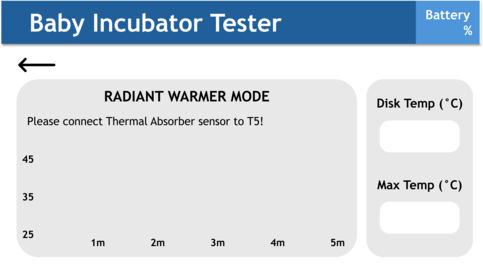 Baby Incubator Tester
Battery
%
RADIANT WARMER MODE
Please connect Thermal Absorber sensor to T5!
45
35
25
1m 2m 3m 4m 5m
Disk Temp (°C)
Max Temp (°C)